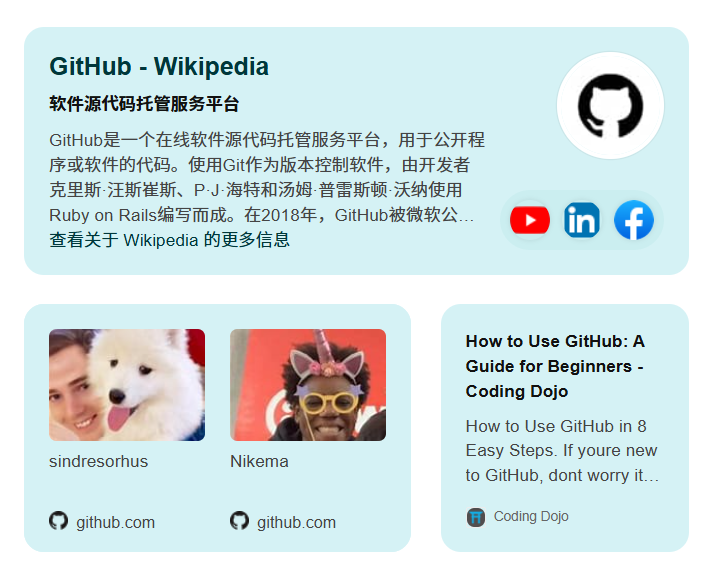 GitHub - Wikipedia
软件源代码托管服务平台
GitHub是一个在线软件源代码托管服务平台，用于公开程
序或软件的代码。使用Git作为版本控制软件，由开发者
克里斯·汪斯崔斯、P·J·海特和汤姆·普雷斯顿·沃纳使用
Ruby on Rails编写而成。在2018年，GitHub被微软公...
查看关于 Wikipedia 的更多信息
in
f
sindresorhus
Nikema
github.com
github.com
How to Use GitHub: A
Guide for Beginners -
Coding Dojo
How to Use GitHub in 8
Easy Steps. If youre new
to GitHub, dont worry it...
Coding Dojo